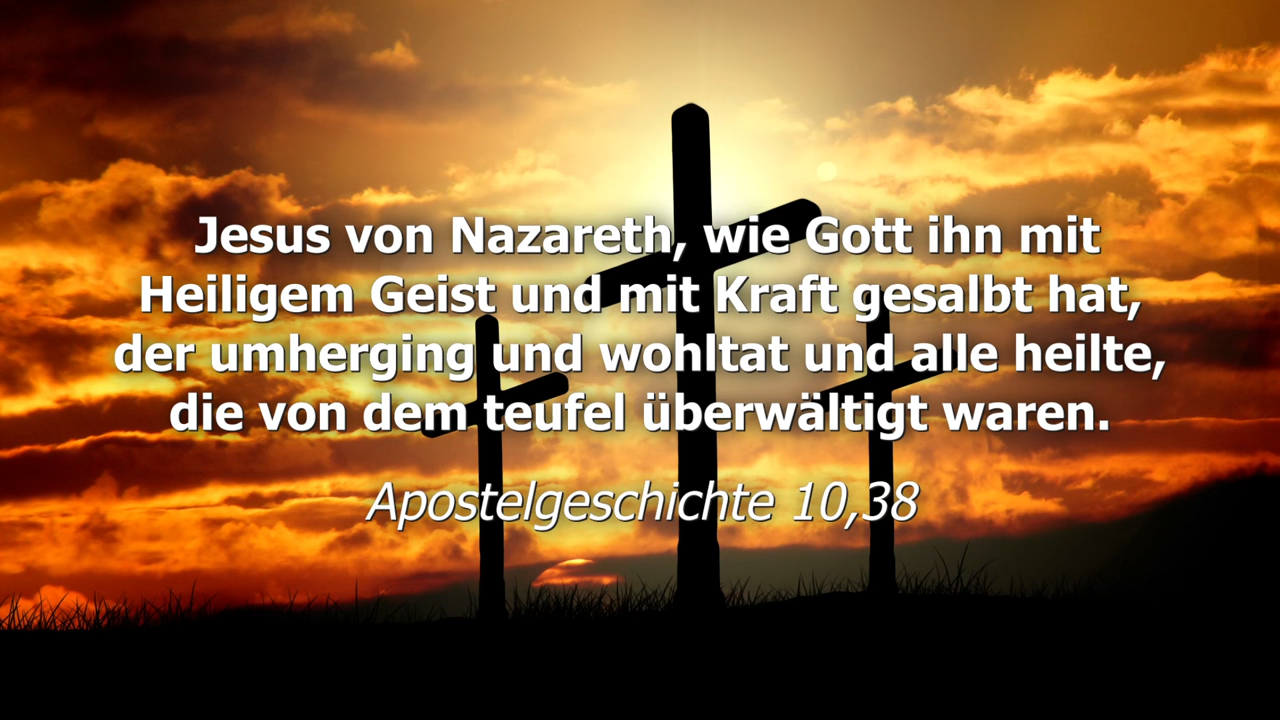 Jesus von Nazareth, wie Gott ihn mit
Heiligem Geist und mit Kraft gesalbt hat,
der umherging und wohltat und alle heilte,
die von dem teufel überwältigt waren.
Apostelgeschichte 10,38